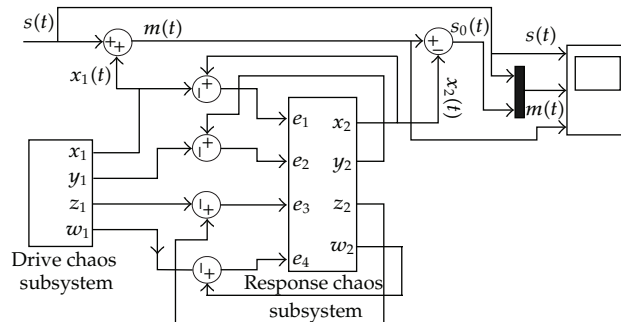 s(t)
m(t)
s₀(t)
s(t)
x₁(t)
x₂(t)
m(t)
e₁
x₂
x₁
e₂
y₂
y₁
z₁
e₃
z₂
w₁
w₂
e₄
Drive chaos
subsystem
Response chaos
subsystem